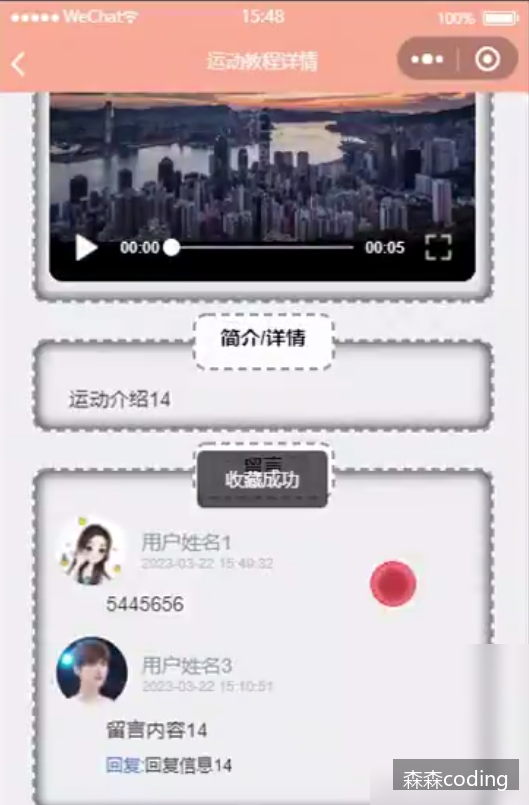 WeChat 15:48 100%
运动教程详情
00:00 00:05
简介/详情
运动介绍14
留言
收藏成功
用户姓名1
2023-03-22 15:49:32
5445656
用户姓名3
2023-03-22 15:10:51
留言内容14
回复:回复信息14
森森coding